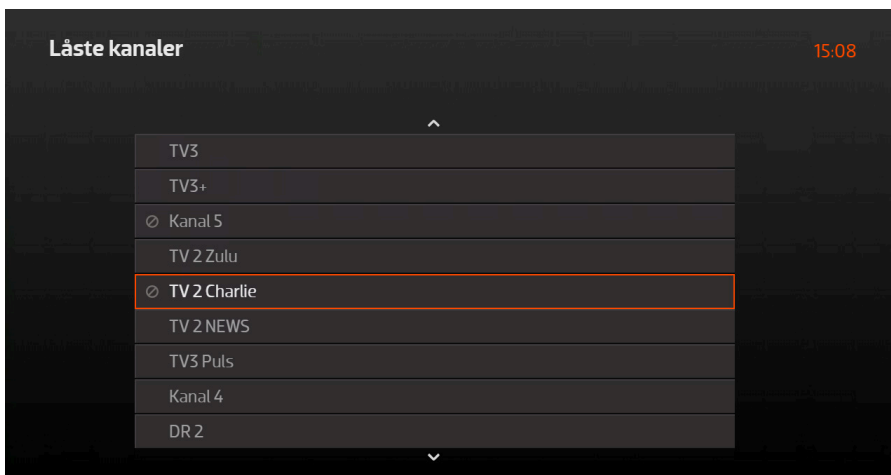 Låste kanaler
15:08
TV3
TV3+
Kanal 5
TV 2 Zulu
TV 2 Charlie
TV 2 NEWS
TV3 Puls
Kanal 4
DR 2